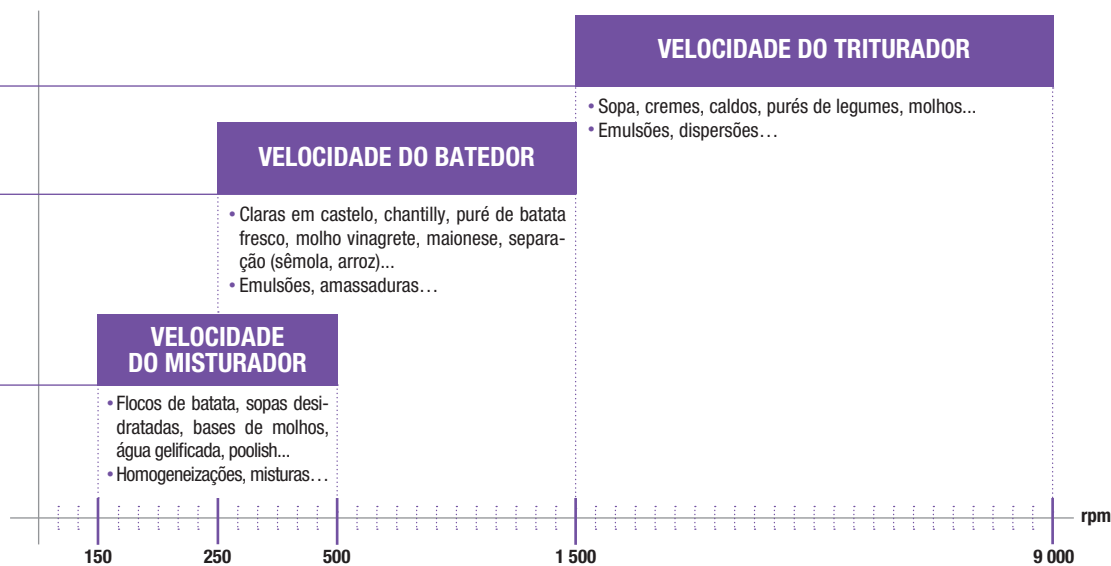 VELOCIDADE DO TRITURADOR
• Sopa, cremes, caldos, purés de legumes, molhos...
• Emulsões, dispersões…
VELOCIDADE DO BATEDOR
• Claras em castelo, chantilly, puré de batata
fresco, molho vinagrete, maionese, separa-
ção (sêmola, arroz)...
• Emulsões, amassaduras…
VELOCIDADE
DO MISTURADOR
• Flocos de batata, sopas desi-
dratadas, bases de molhos,
água gelificada, poolish...
• Homogeneizações, misturas…
rpm
150 250 500 1 500 9 000